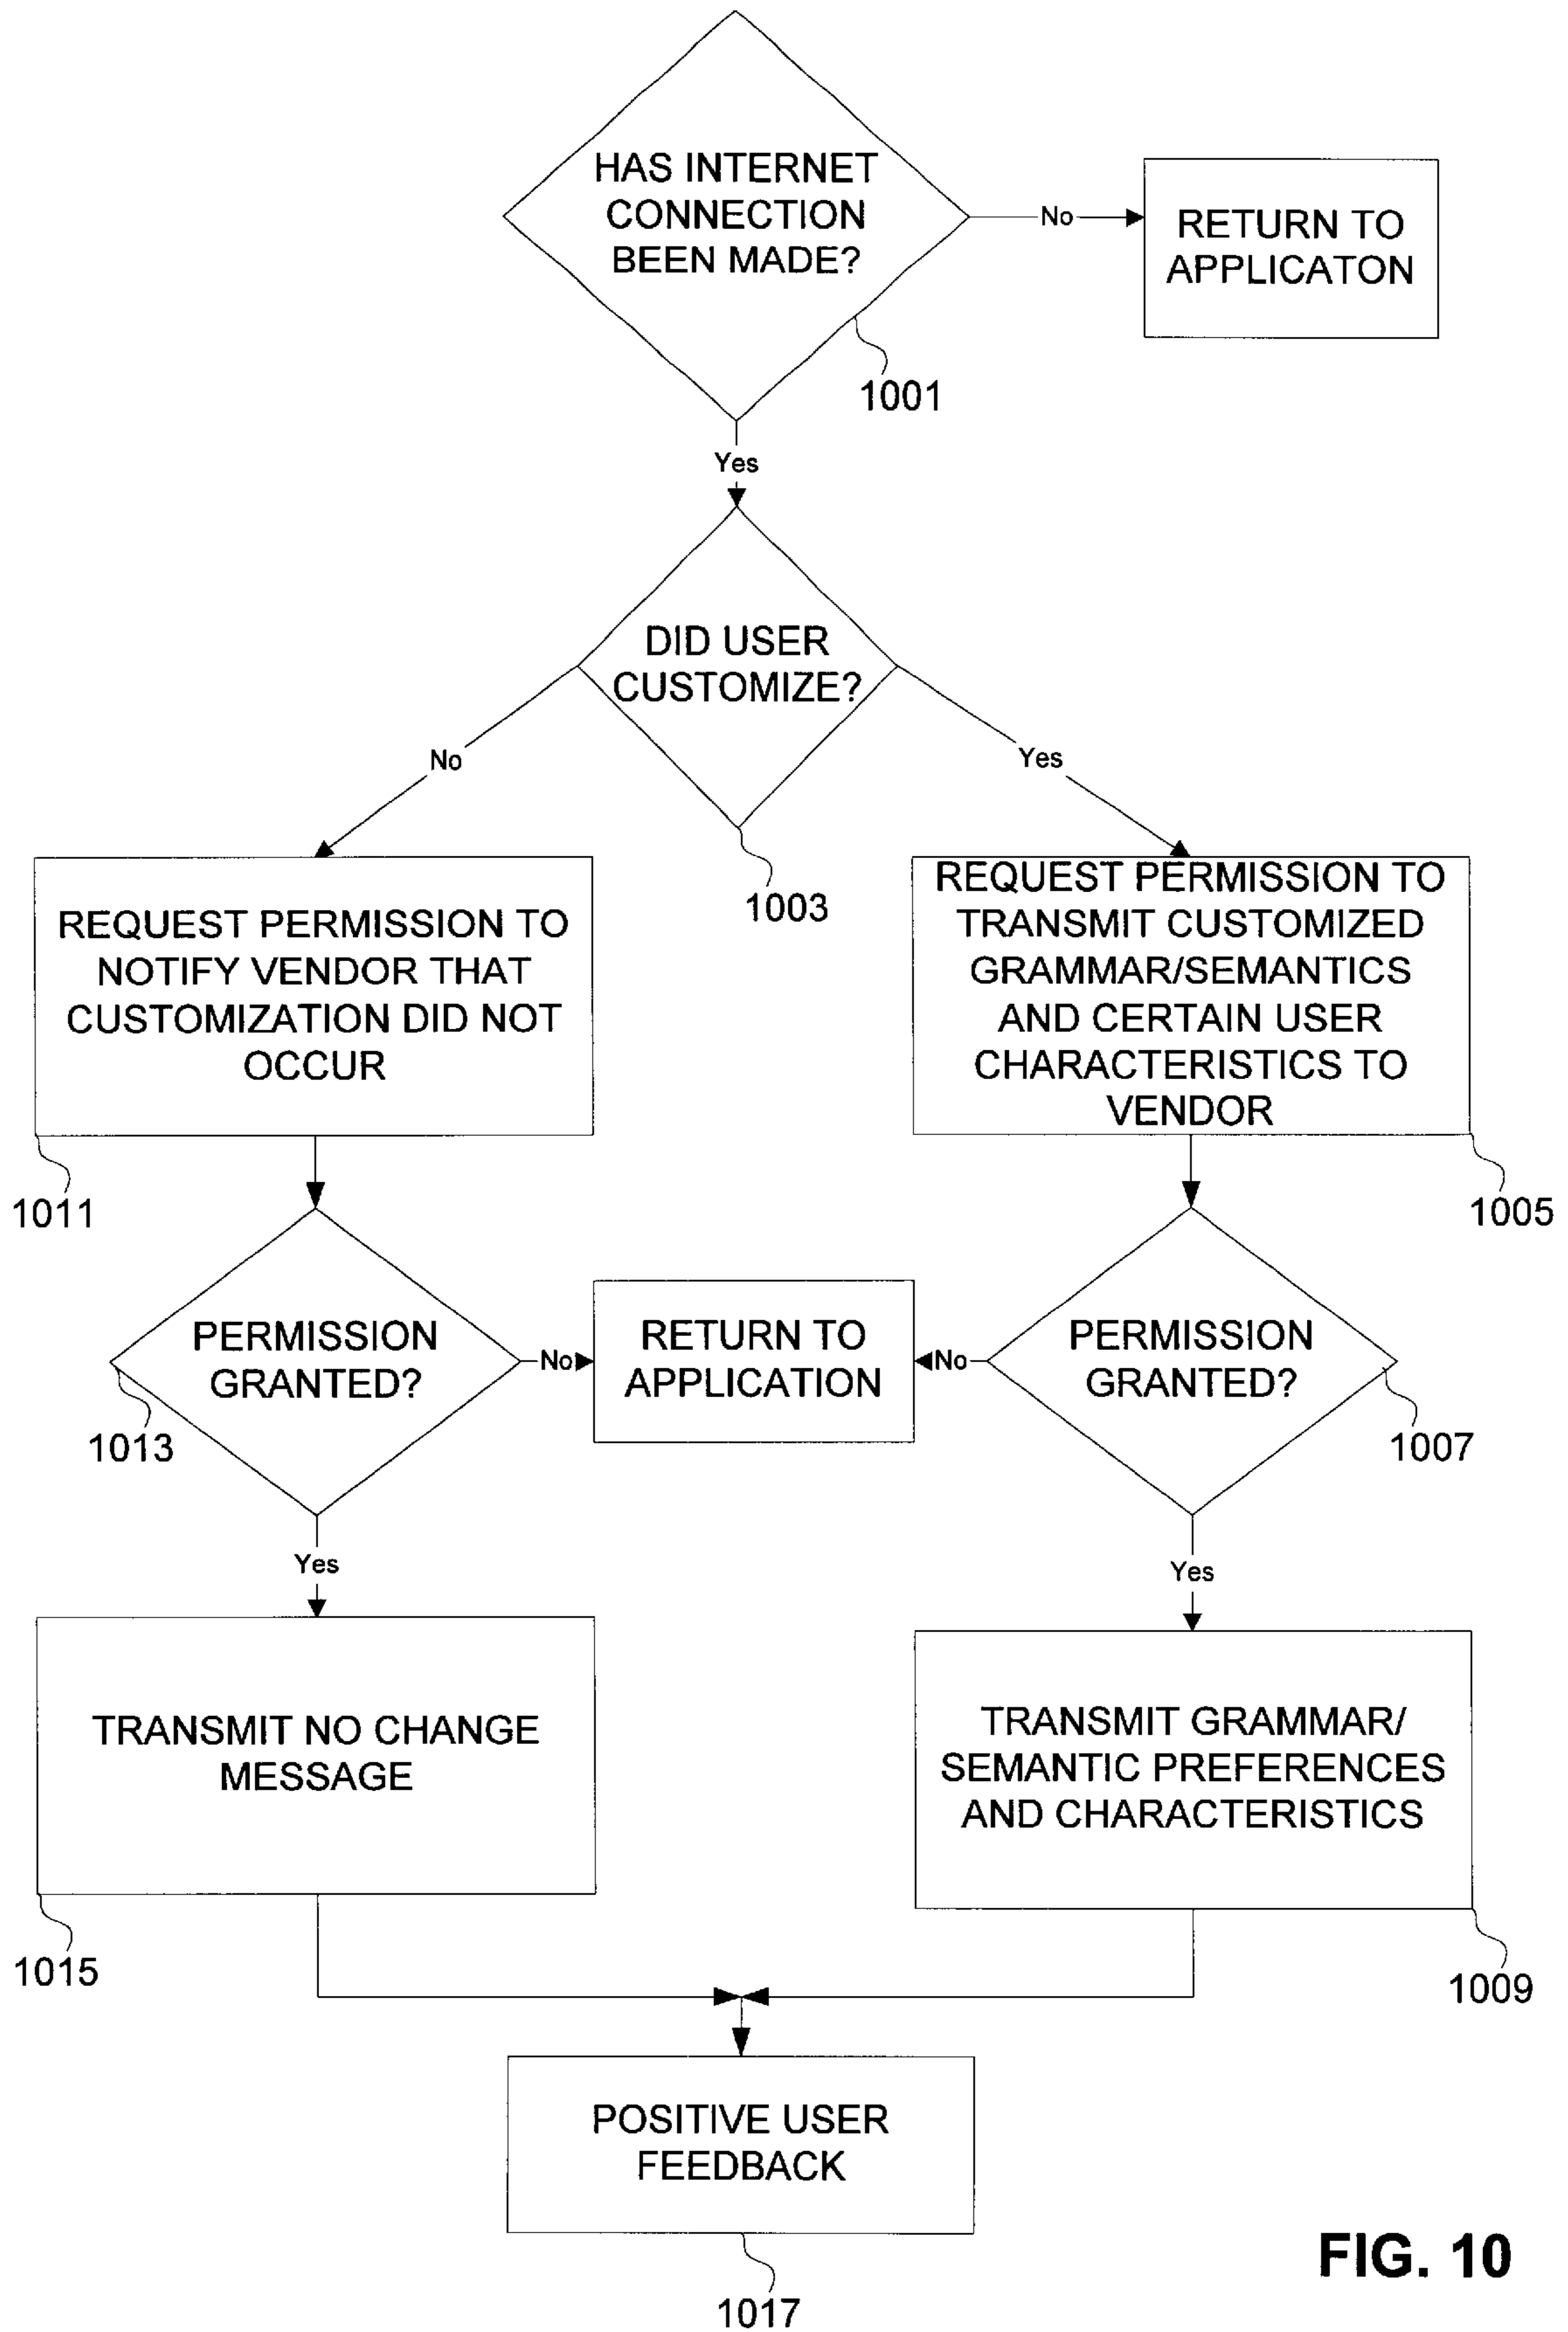 HAS INTERNET
CONNECTION
BEEN MADE?
No
RETURN TO
APPLICATON
1001
Yes
DID USER
CUSTOMIZE?
No
Yes
1003
REQUEST PERMISSION TO
NOTIFY VENDOR THAT
CUSTOMIZATION DID NOT
OCCUR
1011
REQUEST PERMISSION TO
TRANSMIT CUSTOMIZED
GRAMMAR/SEMANTICS
AND CERTAIN USER
CHARACTERISTICS TO
VENDOR
1005
PERMISSION
GRANTED?
1013
No
RETURN TO
APPLICATION
No
PERMISSION
GRANTED?
1007
Yes
Yes
TRANSMIT NO CHANGE
MESSAGE
1015
TRANSMIT GRAMMAR/
SEMANTIC PREFERENCES
AND CHARACTERISTICS
1009
POSITIVE USER
FEEDBACK
1017
FIG. 10